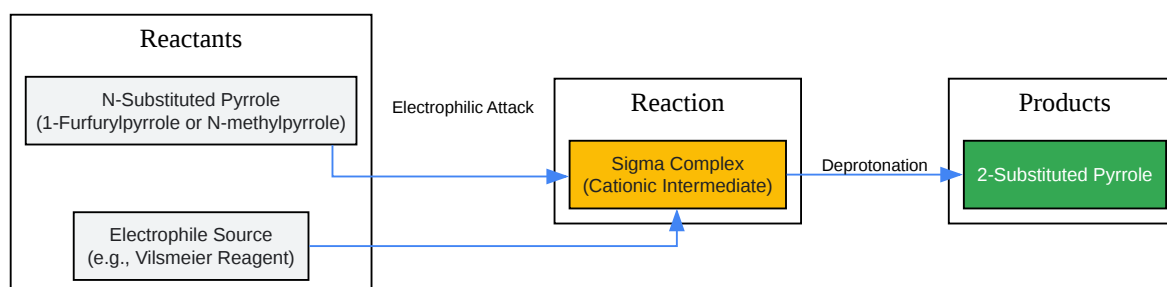 Reactants
N-Substituted Pyrrole
(1-Furfurylpyrrole or N-methylpyrrole)
Electrophile Source
(e.g., Vilsmeier Reagent)
Electrophilic Attack
Reaction
Sigma Complex
(Cationic Intermediate)
Deprotonation
Products
2-Substituted Pyrrole